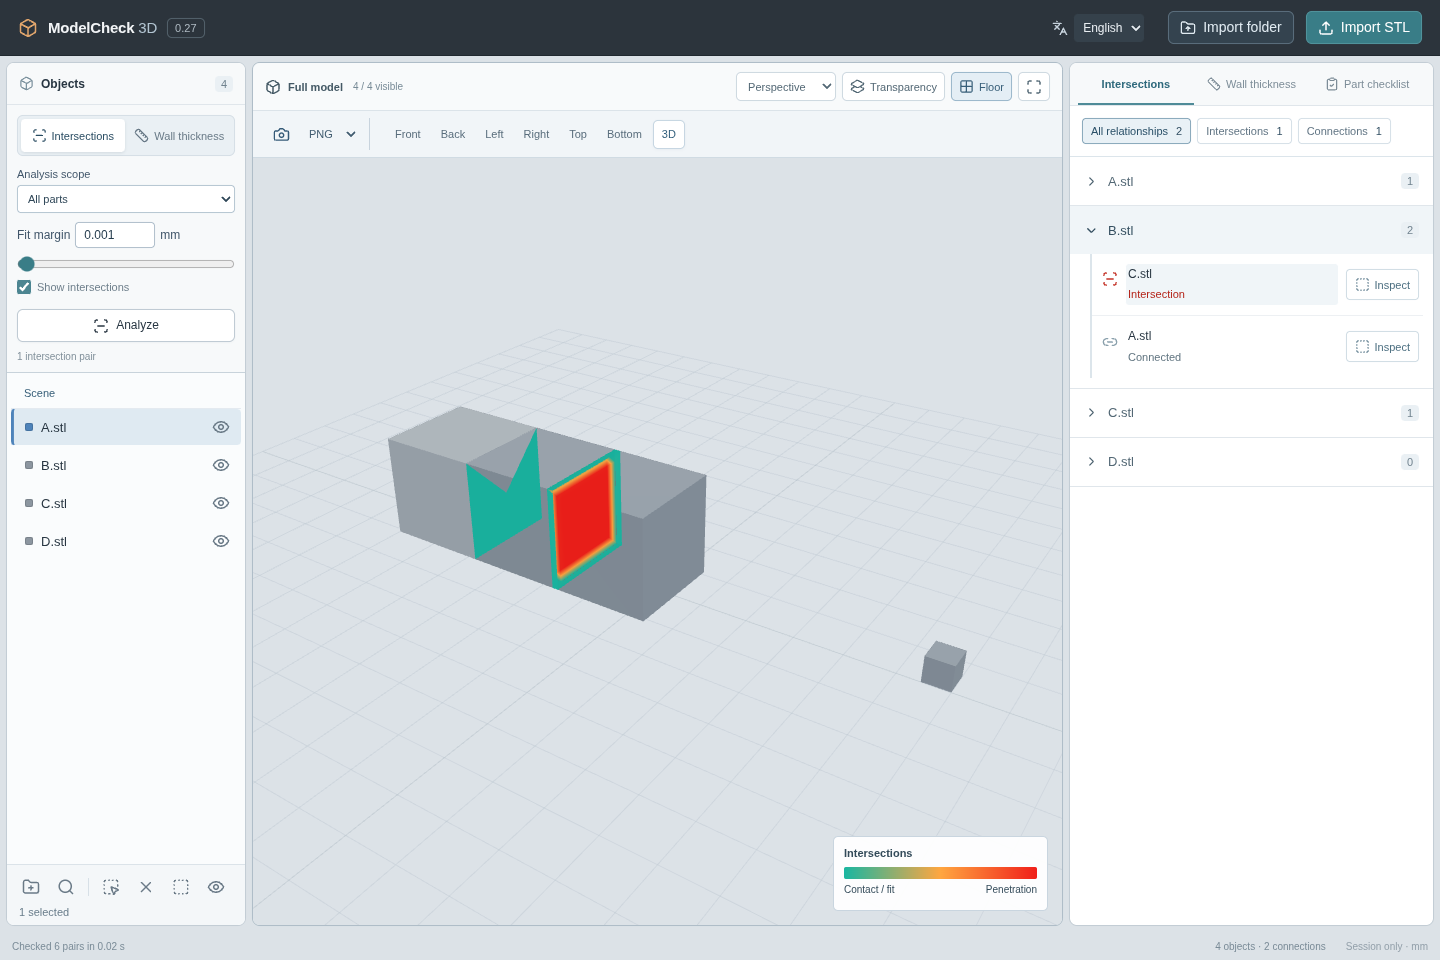 ModelCheck 3D 0.27
English
Import folder
Import STL
Objects 4
Intersections
Wall thickness
Analysis scope
All parts
Fit margin 0.001 mm
Show intersections
Analyze
1 intersection pair
Scene
A.stl
B.stl
C.stl
D.stl
1 selected
Full model 4 / 4 visible
Perspective
Transparency
Floor
PNG
Front
Back
Left
Right
Top
Bottom
3D
Intersections
Contact / fit
Penetration
Intersections
Wall thickness
Part checklist
All relationships 2
Intersections 1
Connections 1
A.stl 1
B.stl 2
C.stl
Intersection
Inspect
A.stl
Connected
Inspect
C.stl 1
D.stl 0
Checked 6 pairs in 0.02 s
4 objects · 2 connections
Session only · mm